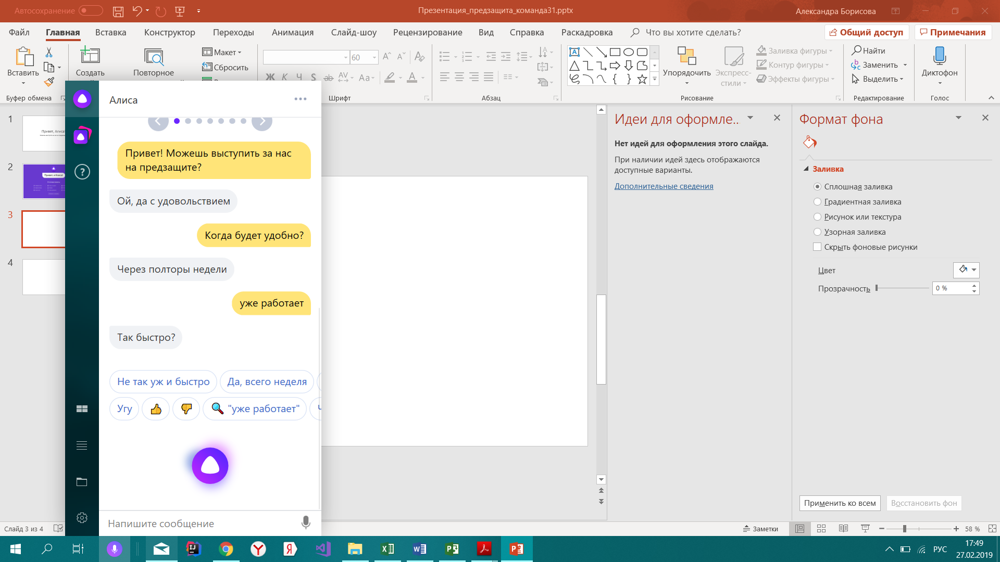 Автосохранение
Презентация_предзащита_команда31.pptx
Александра Борисова
Файл
Главная
Вставка
Конструктор
Переходы
Анимация
Слайд-шоу
Рецензирование
Вид
Справка
Раскадровка
Что вы хотите сделать?
Общий доступ
Примечания
Вставить
Создать
Повторное
Макет
Сбросить
60
Ж К Ч S ab AV Aa
A
Упорядочить
Экспресс-
стили
Заливка фигуры
Контур фигуры
Эффекты фигуры
Найти
Заменить
Выделить
Диктофон
Буфер обмена
Шрифт
Абзац
Рисование
Редактирование
Голос
1
Привет, Алиса!
2
Привет, я Алиса!
3
4
Алиса
Привет! Можешь выступить за нас
на предзащите?
Ой, да с удовольствием
Когда будет удобно?
Через полторы недели
уже работает
Так быстро?
Не так уж и быстро
Да, всего неделя
Угу
"уже работает"
Напишите сообщение
Идеи для оформле...
Нет идей для оформления этого слайда.
При наличии идей здесь отображаются
доступные варианты.
Дополнительные сведения
Формат фона
Заливка
Сплошная заливка
Градиентная заливка
Рисунок или текстура
Узорная заливка
Скрыть фоновые рисунки
Цвет
Прозрачность
0 %
Применить ко всем
Восстановить фон
Слайд 3 из 4
Заметки
58 %
РУС
17:49
27.02.2019